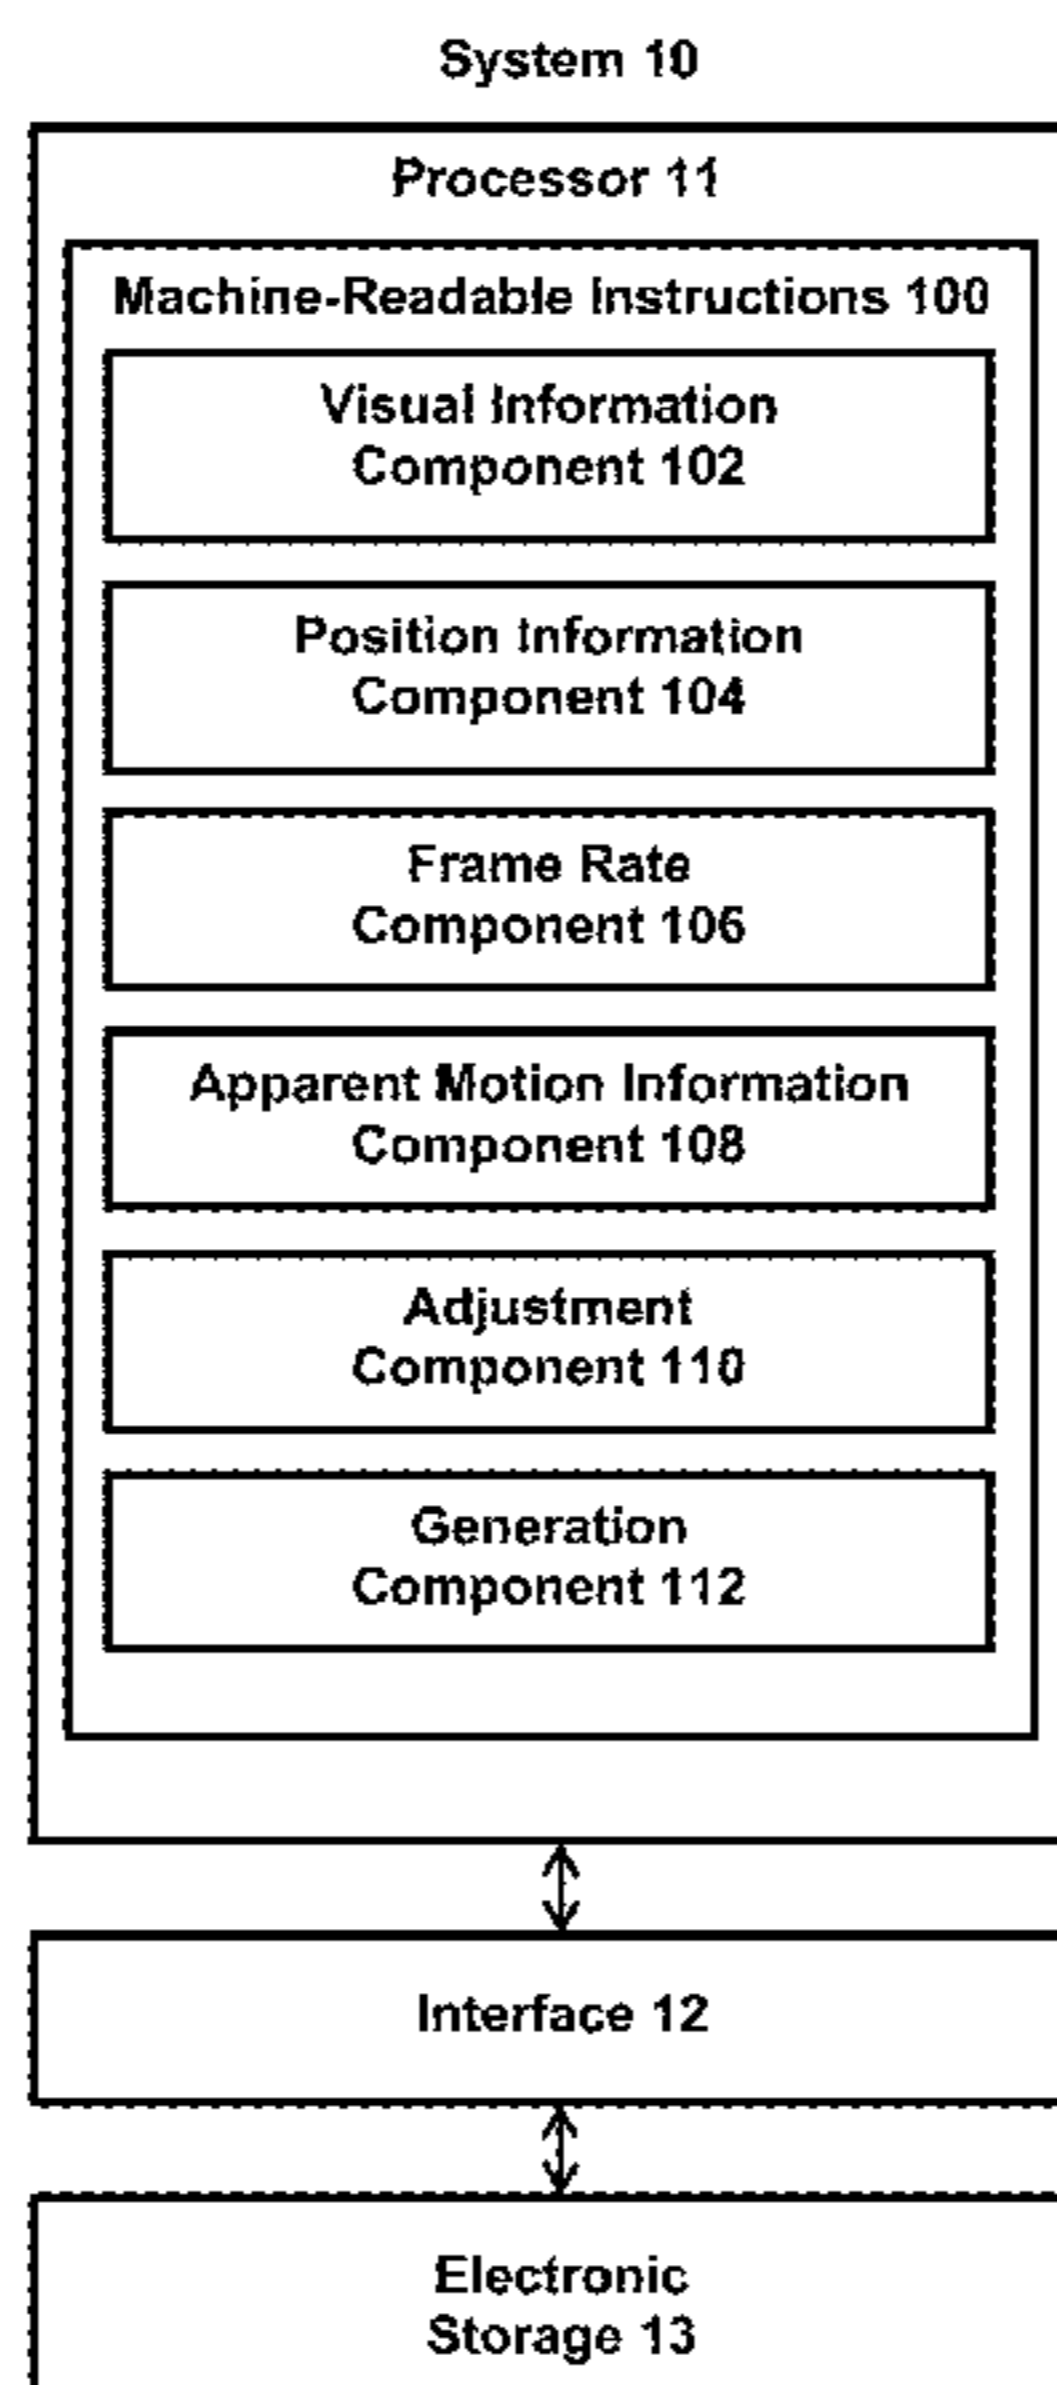 System 10
Processor 11
Machine-Readable Instructions 100
Visual Information
Component 102
Position Information
Component 104
Frame Rate
Component 106
Apparent Motion Information
Component 108
Adjustment
Component 110
Generation
Component 112
Interface 12
Electronic
Storage 13